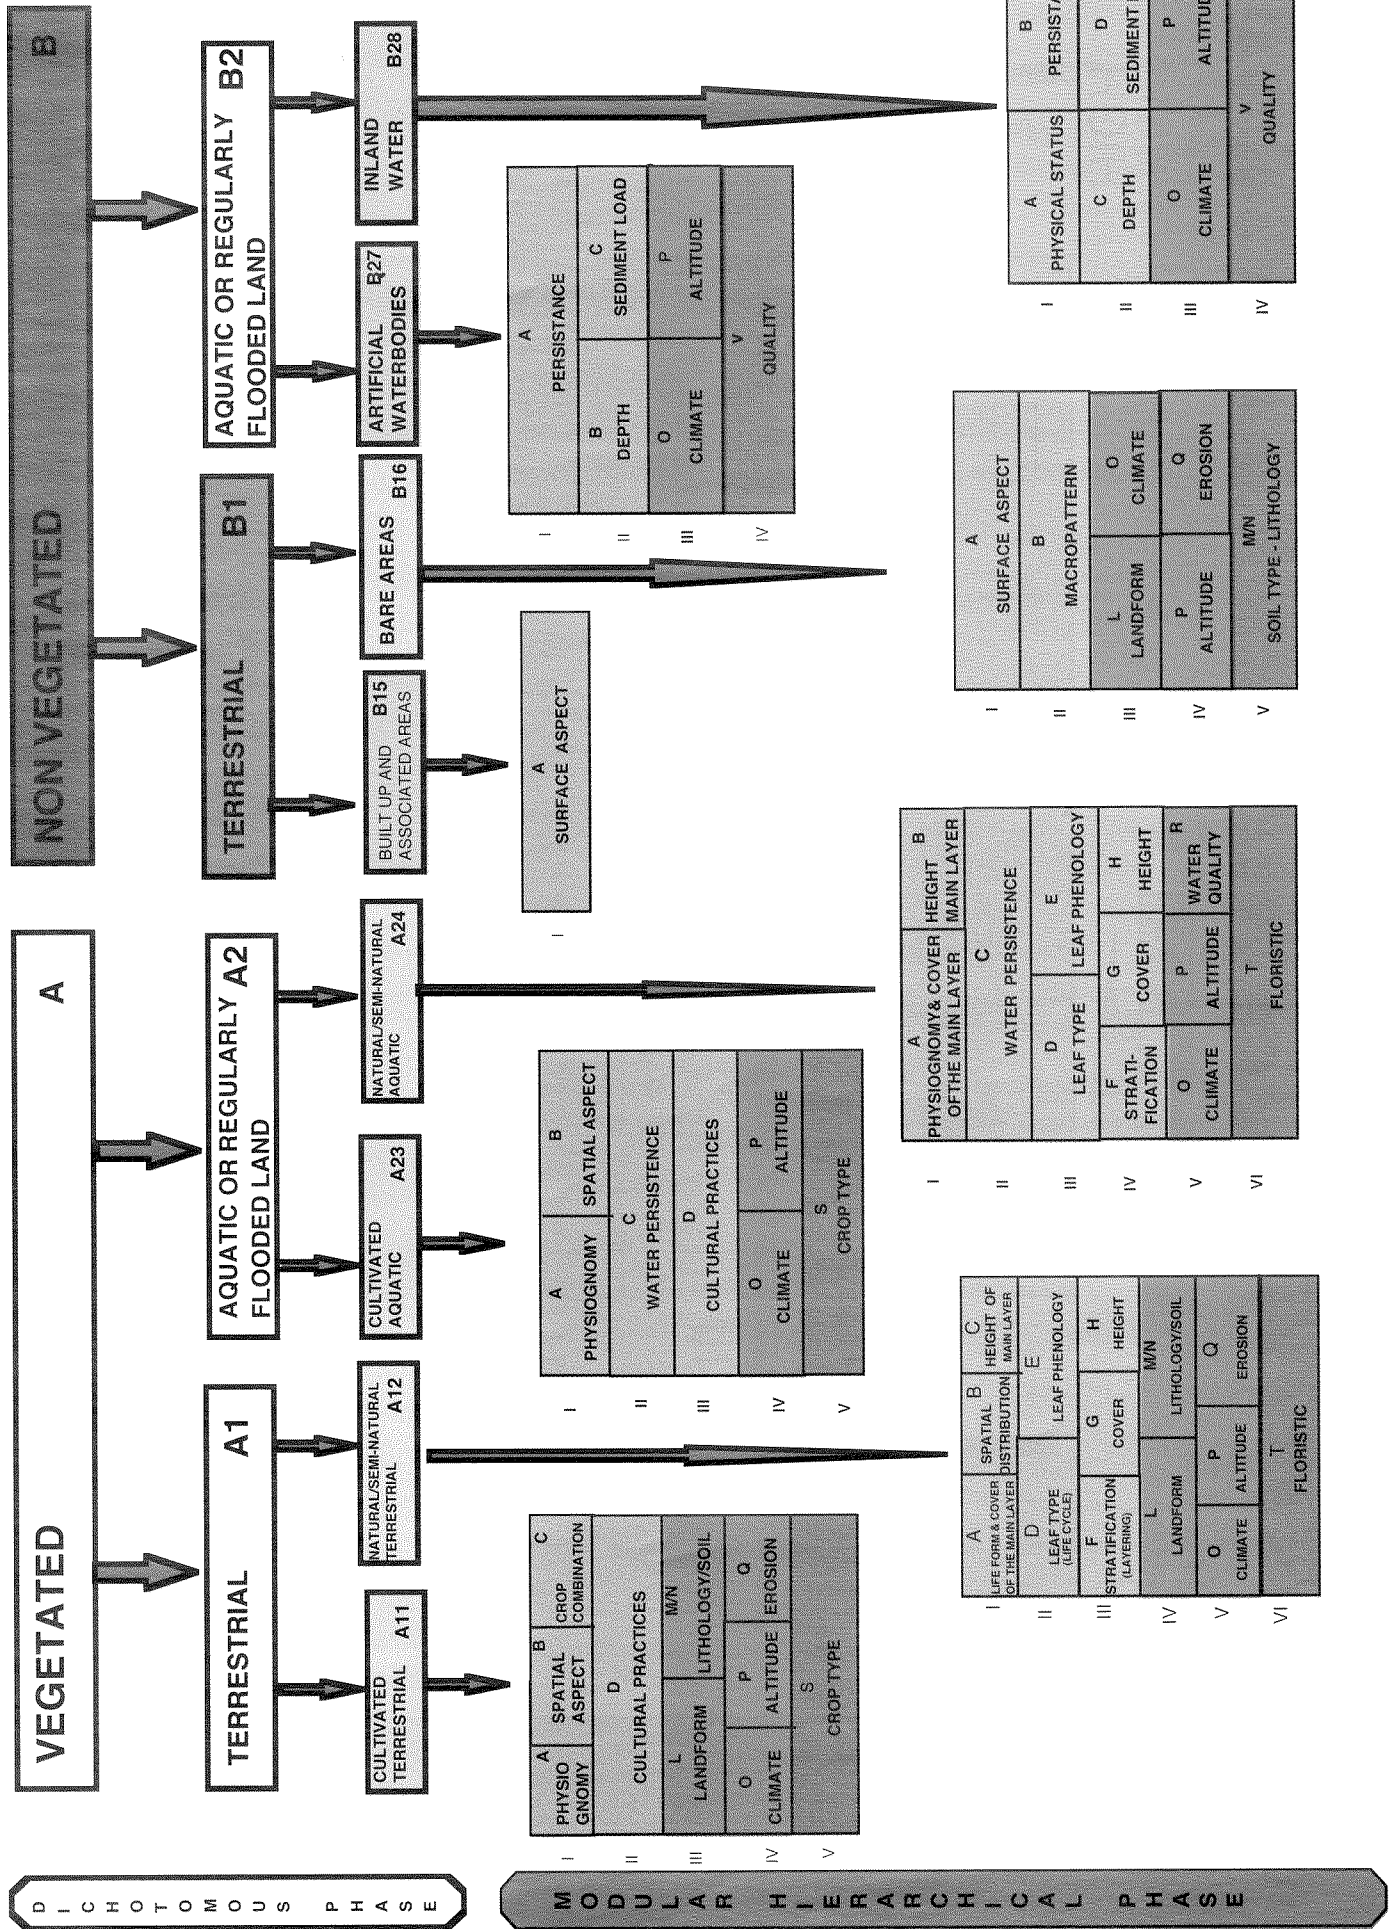 DICHOTOMOUS PHASE
VEGETATED A
NON VEGETATED B
TERRESTRIAL A1
AQUATIC OR REGULARLY
FLOODED LAND A2
TERRESTRIAL B1
AQUATIC OR REGULARLY
FLOODED LAND B2
CULTIVATED
TERRESTRIAL A11
NATURAL/SEMI-NATURAL
TERRESTRIAL A12
CULTIVATED
AQUATIC A23
NATURAL/SEMI-NATURAL
AQUATIC A24
BUILT UP AND B15
ASSOCIATED AREAS
BARE AREAS B16
ARTIFICIAL B27
WATERBODIES
INLAND
WATER B28
MODULAR HIERARCHICAL PHASE
I
A
PHYSIO
GNOMY
B
SPATIAL
ASPECT
C
CROP
COMBINATION
II
D
CULTURAL PRACTICES
III
L
LANDFORM
M/N
LITHOLOGY/SOIL
IV
O
CLIMATE
P
ALTITUDE
Q
EROSION
V
S
CROP TYPE
I
A
LIFE FORM & COVER
OF THE MAIN LAYER
B
SPATIAL
DISTRIBUTION
C
HEIGHT OF
MAIN LAYER
II
D
LEAF TYPE
(LIFE CYCLE)
E
LEAF PHENOLOGY
III
F
STRATIFICATION
(LAYERING)
G
COVER
H
HEIGHT
IV
L
LANDFORM
M/N
LITHOLOGY/SOIL
V
O
CLIMATE
P
ALTITUDE
Q
EROSION
VI
T
FLORISTIC
I
A
PHYSIOGNOMY
B
SPATIAL ASPECT
II
C
WATER PERSISTENCE
III
D
CULTURAL PRACTICES
IV
O
CLIMATE
P
ALTITUDE
V
S
CROP TYPE
I
A
PHYSIOGNOMY & COVER
OF THE MAIN LAYER
B
HEIGHT
MAIN LAYER
II
C
WATER PERSISTENCE
III
D
LEAF TYPE
E
LEAF PHENOLOGY
IV
F
STRATI-
FICATION
G
COVER
H
HEIGHT
V
O
CLIMATE
P
ALTITUDE
R
WATER
QUALITY
VI
T
FLORISTIC
I
A
SURFACE ASPECT
I
A
SURFACE ASPECT
II
B
MACROPATTERN
III
L
LANDFORM
O
CLIMATE
IV
P
ALTITUDE
Q
EROSION
V
M/N
SOIL TYPE - LITHOLOGY
I
A
PERSISTANCE
II
B
DEPTH
C
SEDIMENT LOAD
III
O
CLIMATE
P
ALTITUDE
IV
V
QUALITY
I
A
PHYSICAL STATUS
B
PERSISTA
II
C
DEPTH
D
SEDIMENT
III
O
CLIMATE
P
ALTITUD
IV
V
QUALITY